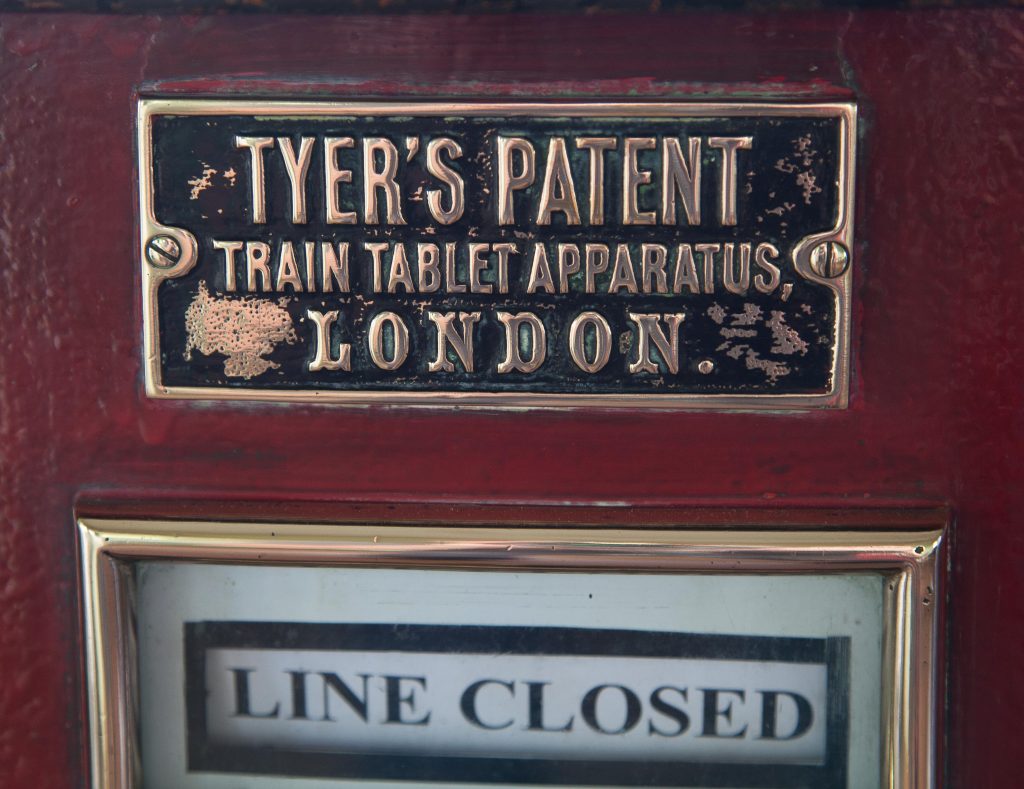 TYER'S PATENT
TRAIN TABLET APPARATUS,
LONDON.
LINE CLOSED